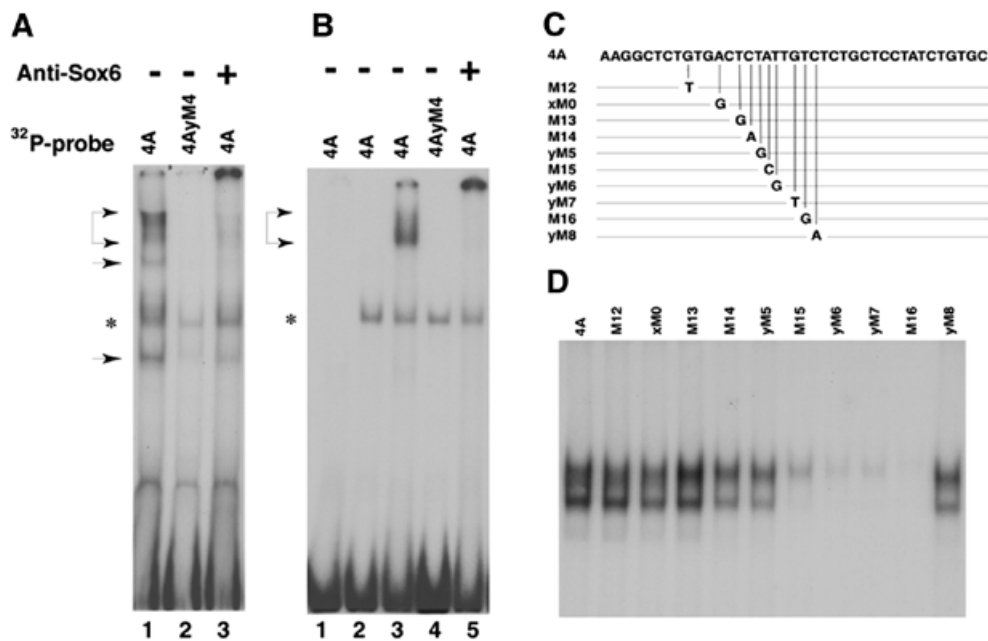 A
Anti-Sox6 - - +
32P-probe 4A 4AyM4 4A
*
1 2 3
B
- - - - +
4A 4A 4A 4AyM4 4A
*
1 2 3 4 5
C
4A AAGGCTCTGTGACTCTATTGTCTCTGCTCCTATCTGTGC
M12 T
xM0 G
M13 G
M14 A
yM5 G
M15 C
yM6 G
yM7 T
M16 G
yM8 A
D
4A M12 xM0 M13 M14 yM5 M15 yM6 yM7 M16 yM8